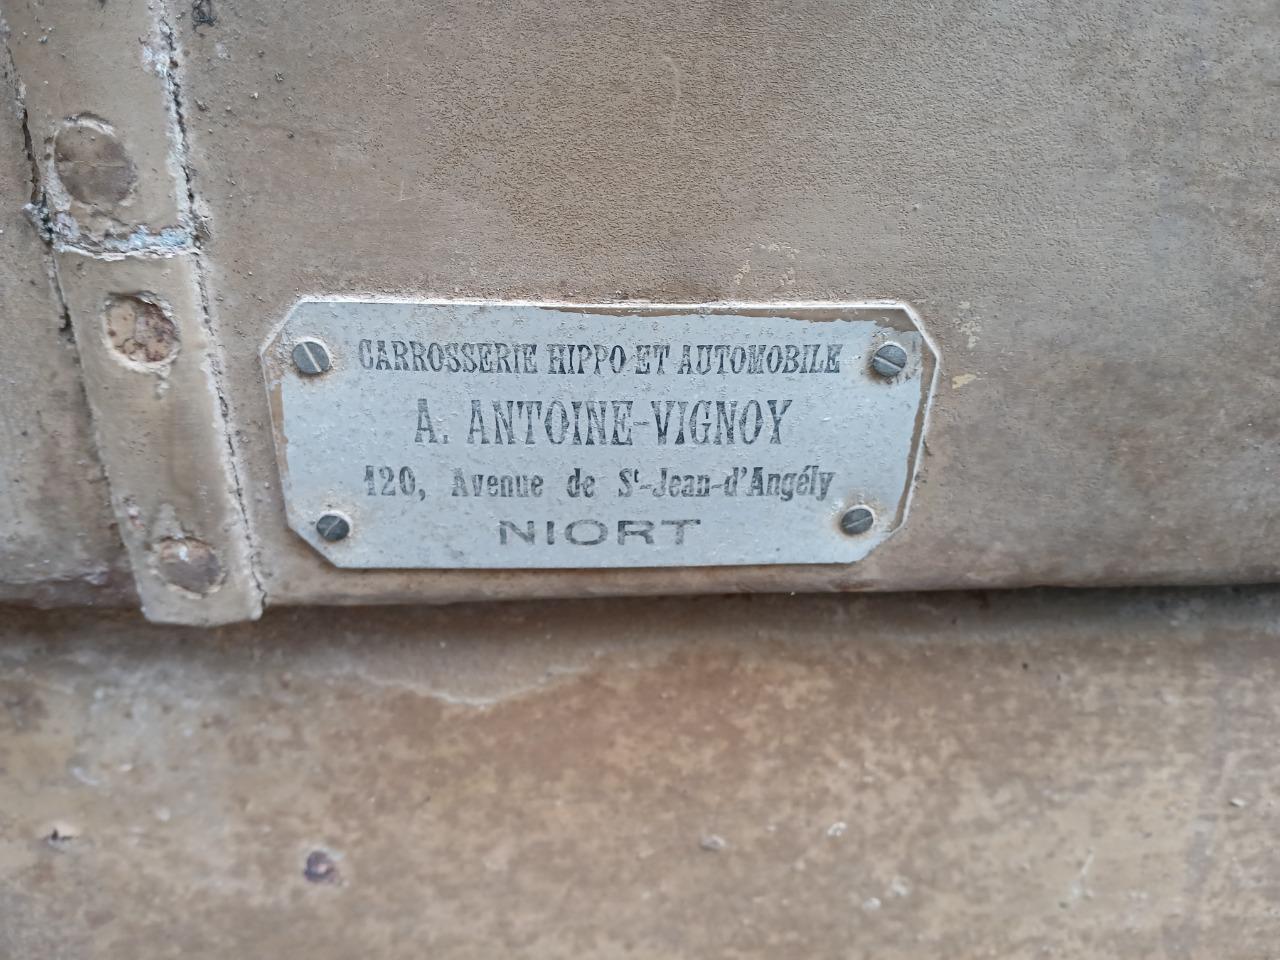 CARROSSERIE HIPPO ET AUTOMOBILE
A. ANTOINE-VIGNOY
120, Avenue de St-Jean-d'Angély
NIORT